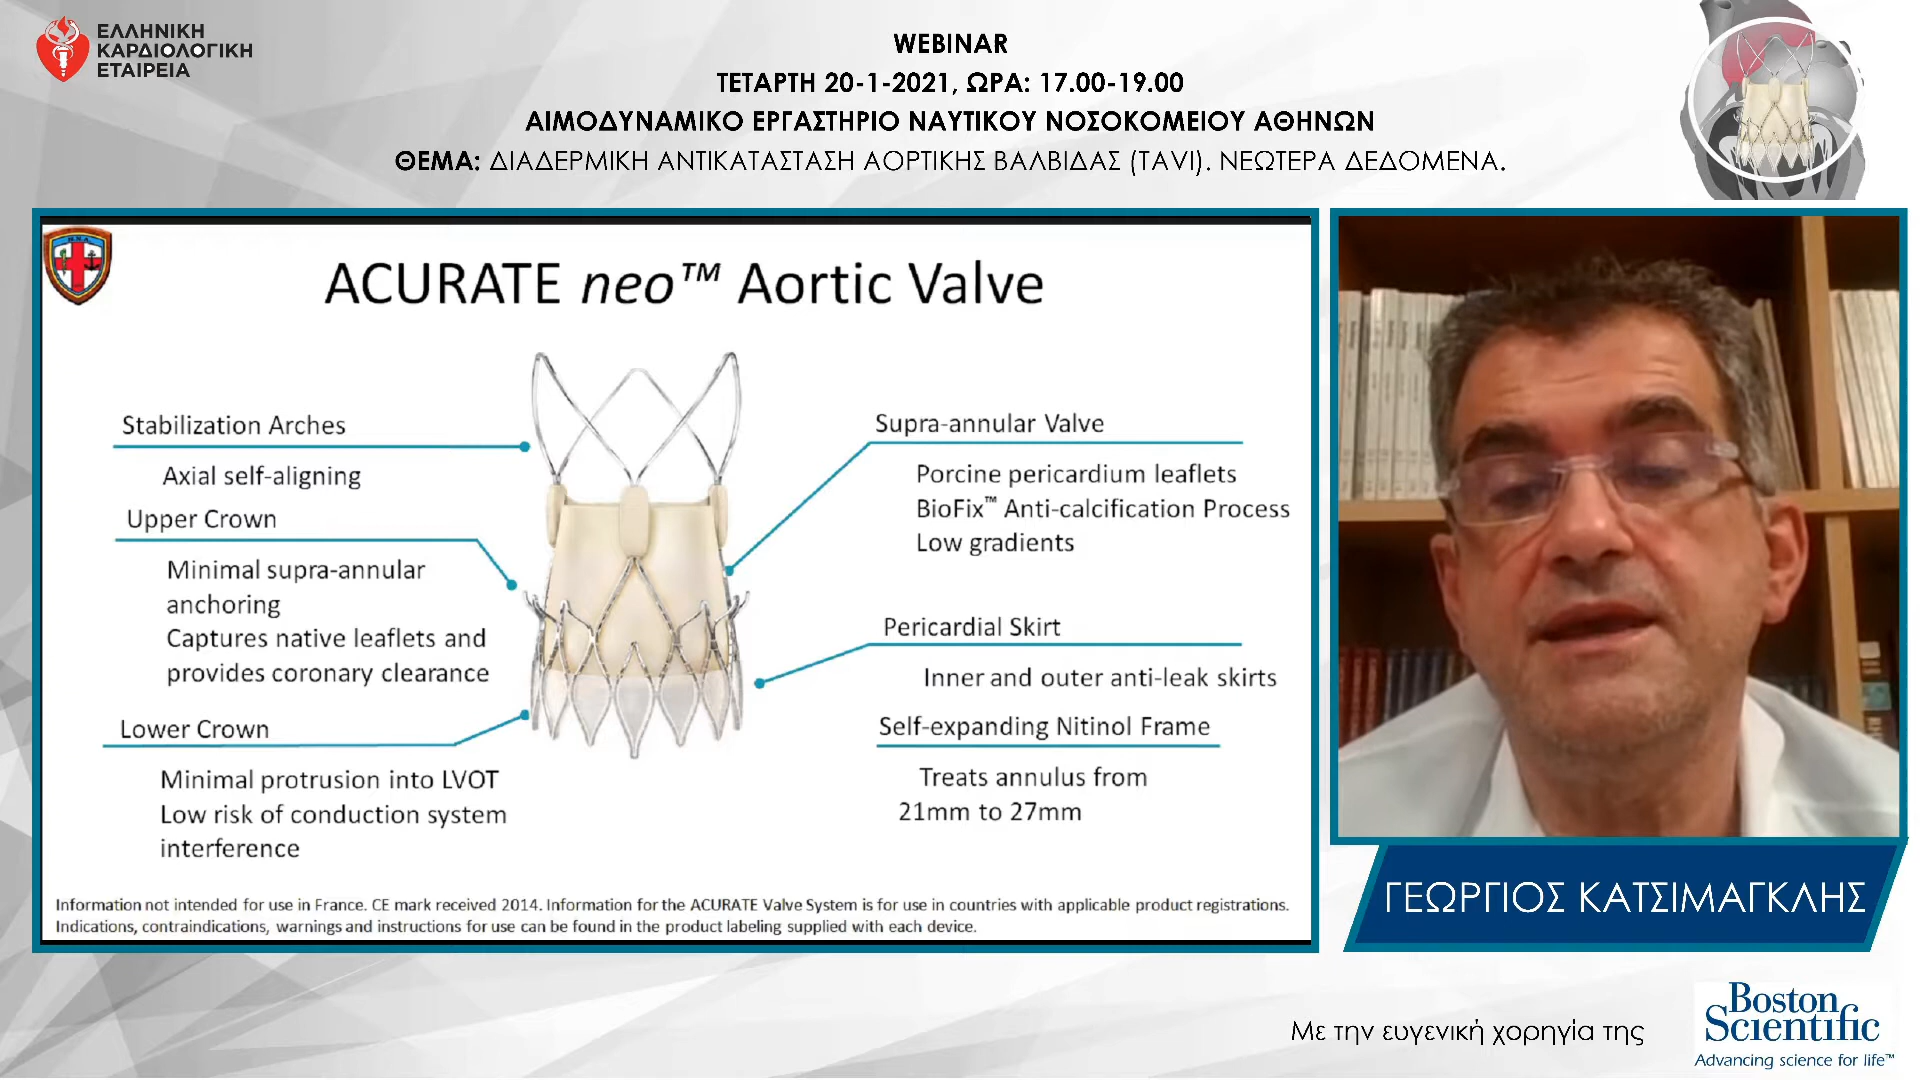 ΕΛΛΗΝΙΚΗ
ΚΑΡΔΙΟΛΟΓΙΚΗ
ΕΤΑΙΡΕΙΑ
WEBINAR
ΤΕΤΑΡΤΗ 20-1-2021, ΩΡΑ: 17.00-19.00
ΑΙΜΟΔΥΝΑΜΙΚΟ ΕΡΓΑΣΤΗΡΙΟ ΝΑΥΤΙΚΟΥ ΝΟΣΟΚΟΜΕΙΟΥ ΑΘΗΝΩΝ
ΘΕΜΑ: ΔΙΑΔΕΡΜΙΚΗ ΑΝΤΙΚΑΤΑΣΤΑΣΗ ΑΟΡΤΙΚΗΣ ΒΑΛΒΙΔΑΣ (TAVI). ΝΕΩΤΕΡΑ ΔΕΔΟΜΕΝΑ.
ACURATE neo™ Aortic Valve
Stabilization Arches
Axial self-aligning
Upper Crown
Minimal supra-annular
anchoring
Captures native leaflets and
provides coronary clearance
Lower Crown
Minimal protrusion into LVOT
Low risk of conduction system
interference
Supra-annular Valve
Porcine pericardium leaflets
BioFix™ Anti-calcification Process
Low gradients
Pericardial Skirt
Inner and outer anti-leak skirts
Self-expanding Nitinol Frame
Treats annulus from
21mm to 27mm
Information not intended for use in France. CE mark received 2014. Information for the ACURATE Valve System is for use in countries with applicable product registrations.
Indications, contraindications, warnings and instructions for use can be found in the product labeling supplied with each device.
ΓΕΩΡΓΙΟΣ ΚΑΤΣΙΜΑΓΚΛΗΣ
Με την ευγενική χορηγία της
Boston
Scientific
Advancing science for life™